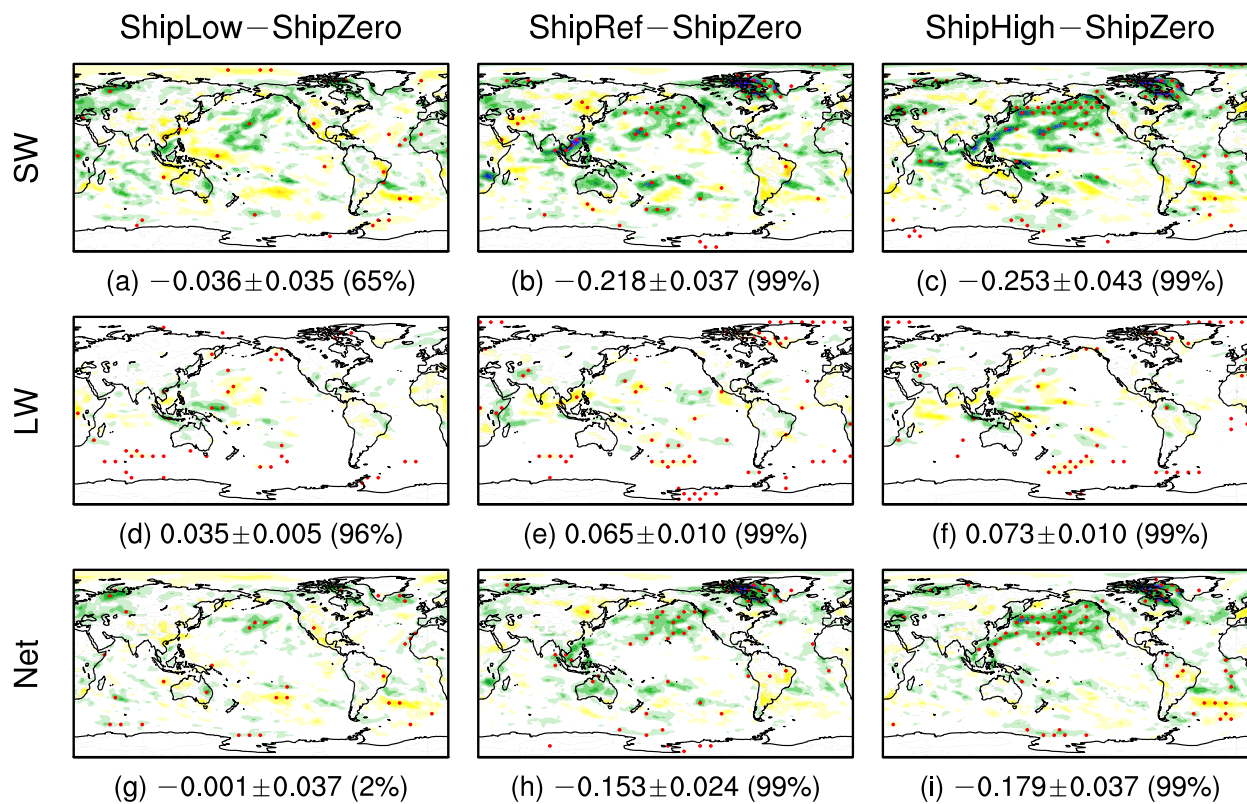 ShipLow−ShipZero ShipRef−ShipZero ShipHigh−ShipZero
SW
(a) −0.036±0.035 (65%) (b) −0.218±0.037 (99%) (c) −0.253±0.043 (99%)
LW
(d) 0.035±0.005 (96%) (e) 0.065±0.010 (99%) (f) 0.073±0.010 (99%)
Net
(g) −0.001±0.037 (2%) (h) −0.153±0.024 (99%) (i) −0.179±0.037 (99%)